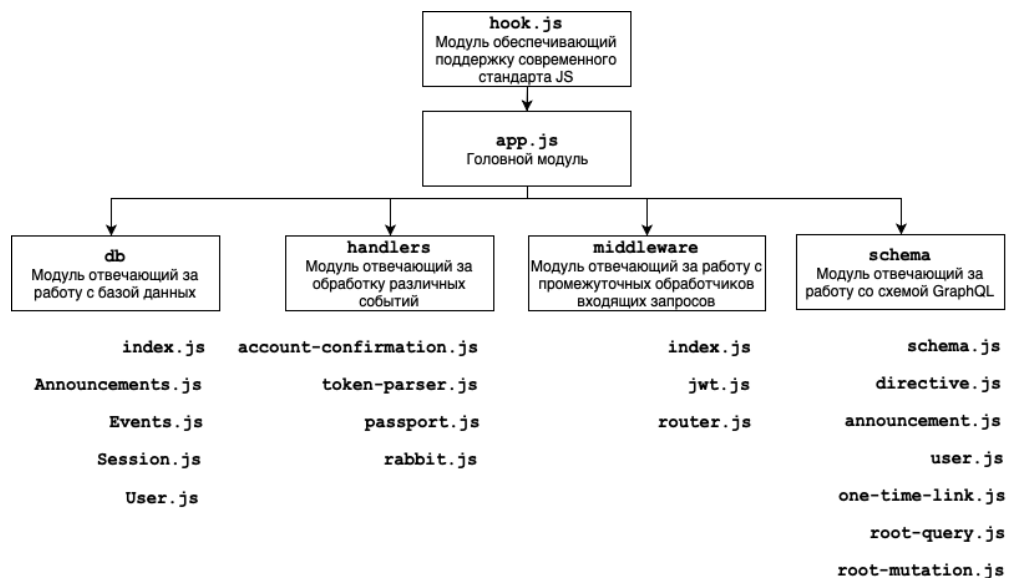 hook.js
Модуль обеспечивающий
поддержку современного
стандарта JS
app.js
Головной модуль
db
Модуль отвечающий за
работу с базой данных
handlers
Модуль отвечающий за
обработку различных
событий
middleware
Модуль отвечающий за работу с
промежуточных обработчиков
входящих запросов
schema
Модуль отвечающий за
работу со схемой GraphQL
index.js
Announcements.js
Events.js
Session.js
User.js
account-confirmation.js
token-parser.js
passport.js
rabbit.js
index.js
jwt.js
router.js
schema.js
directive.js
announcement.js
user.js
one-time-link.js
root-query.js
root-mutation.js